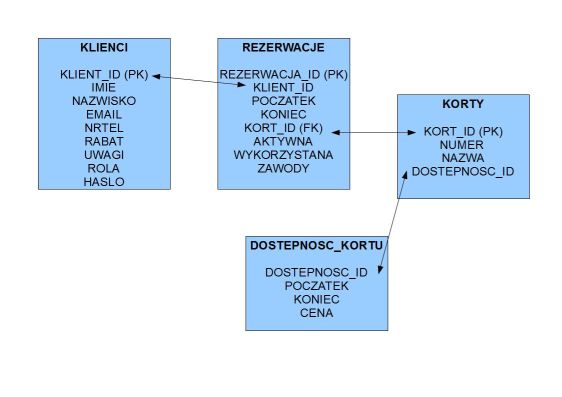 KLIENCI
KLIENT_ID (PK)
IMIE
NAZWISKO
EMAIL
NRTEL
RABAT
UWAGI
ROLA
HASLO
REZERWACJE
REZERWACJA_ID (PK)
KLIENT_ID
POCZATEK
KONIEC
KORT_ID (FK)
AKTYWNA
WYKORZYSTANA
ZAWODY
KORTY
KORT_ID (PK)
NUMER
NAZWA
DOSTEPNOSC_ID
DOSTEPNOSC_KORTU
DOSTEPNOSC_ID
POCZATEK
KONIEC
CENA